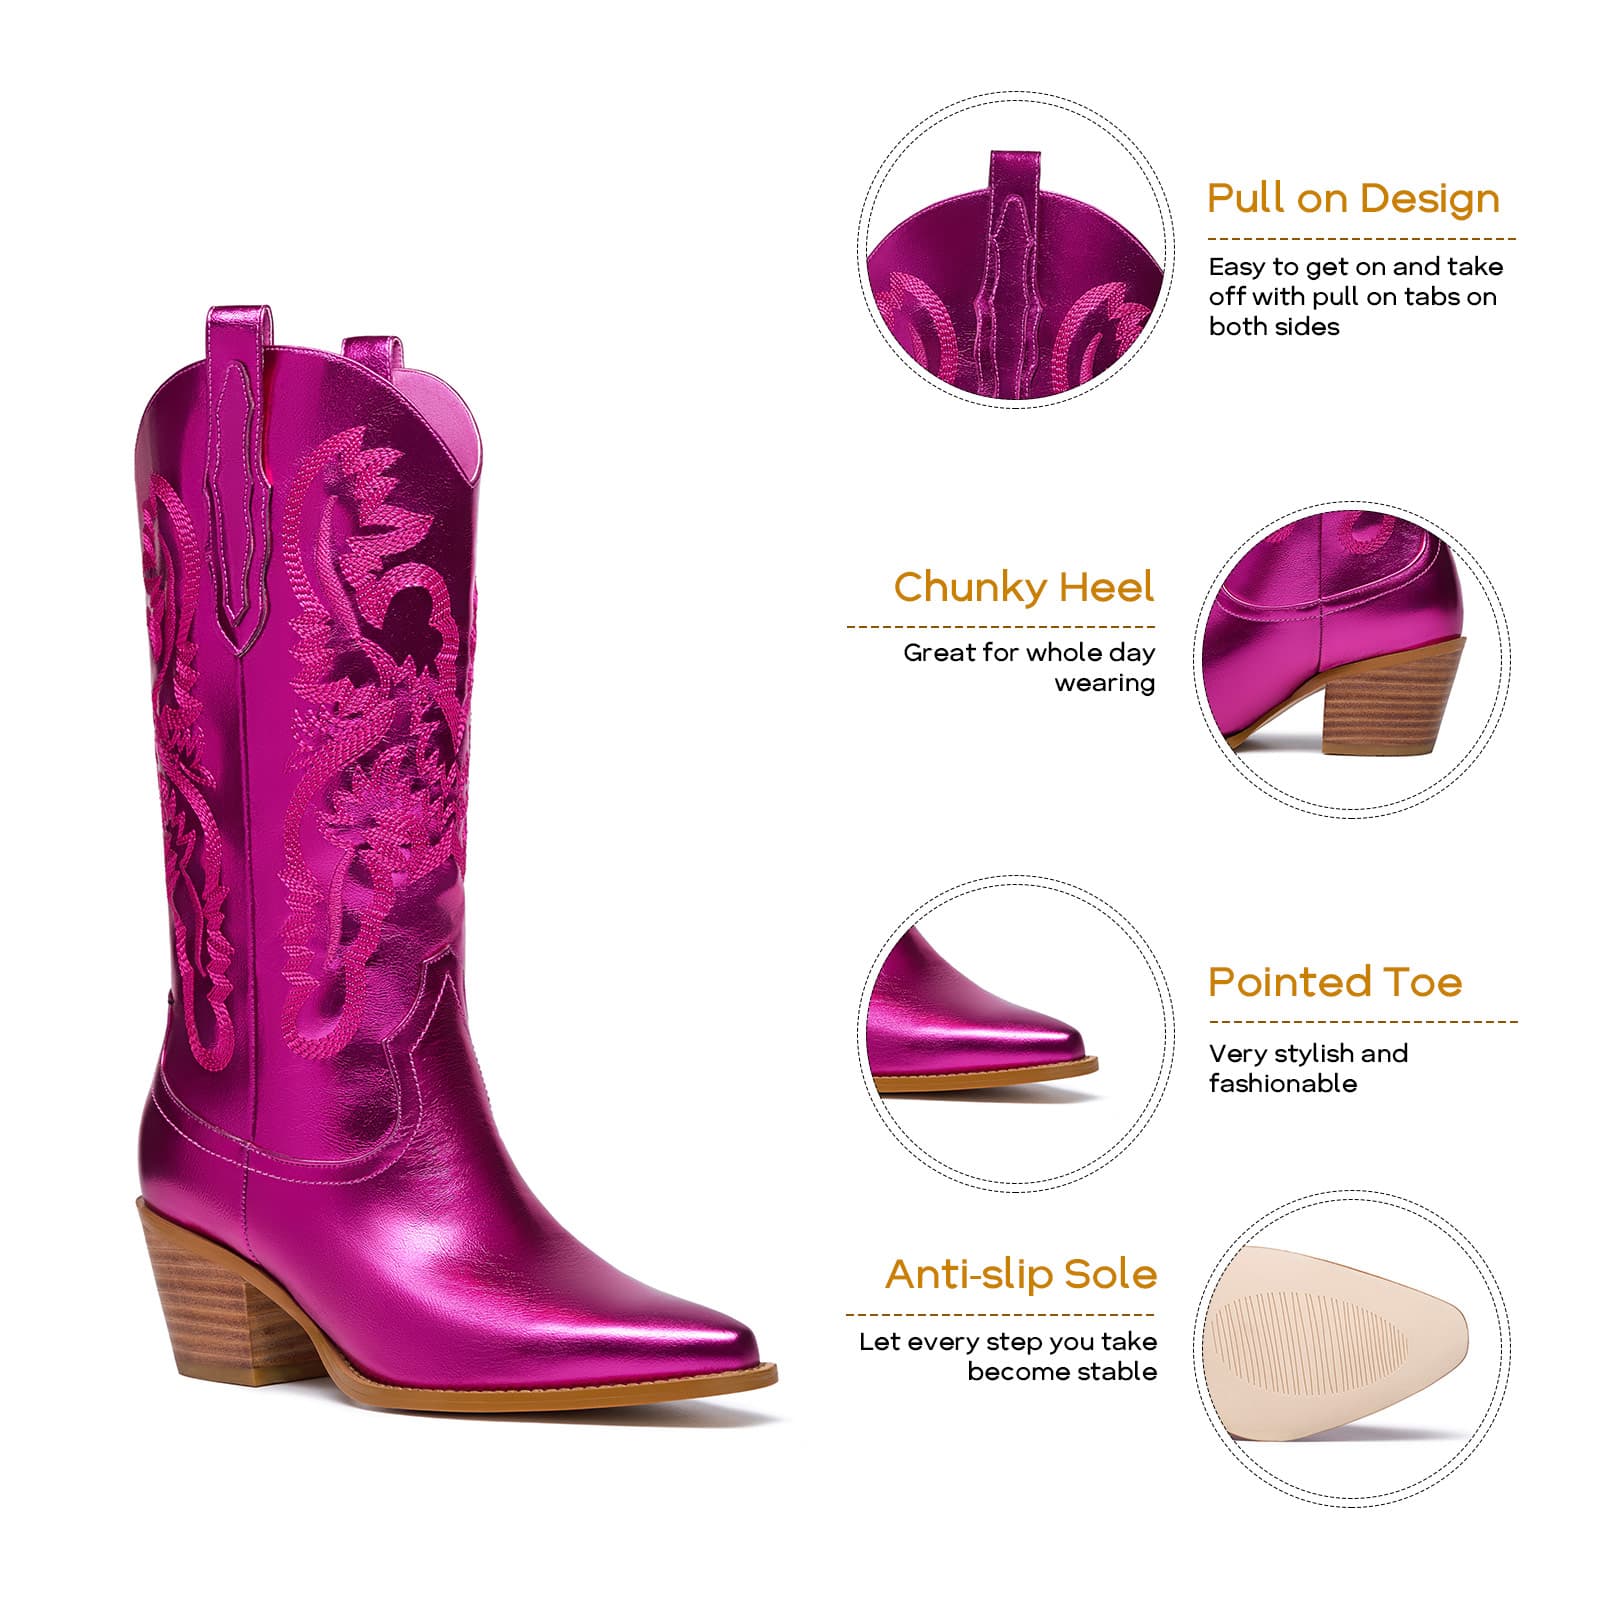 Pull on Design
Easy to get on and take
off with pull on tabs on
both sides
Chunky Heel
Great for whole day
wearing
Pointed Toe
Very stylish and
fashionable
Anti-slip Sole
Let every step you take
become stable